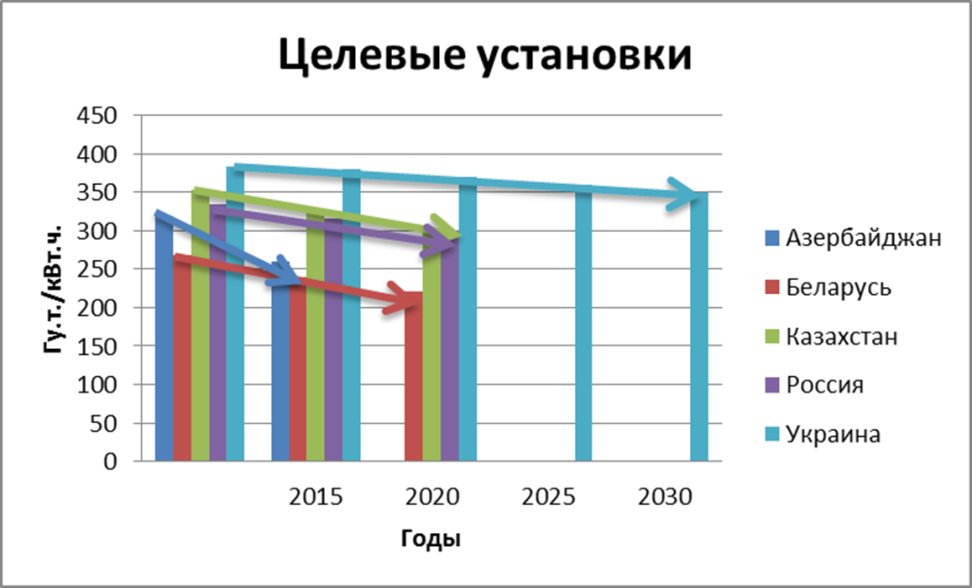 Целевые установки
Гу.т./кВт.ч.
450
400
350
300
250
200
150
100
50
0
2015 2020 2025 2030
Годы
Азербайджан
Беларусь
Казахстан
Россия
Украина